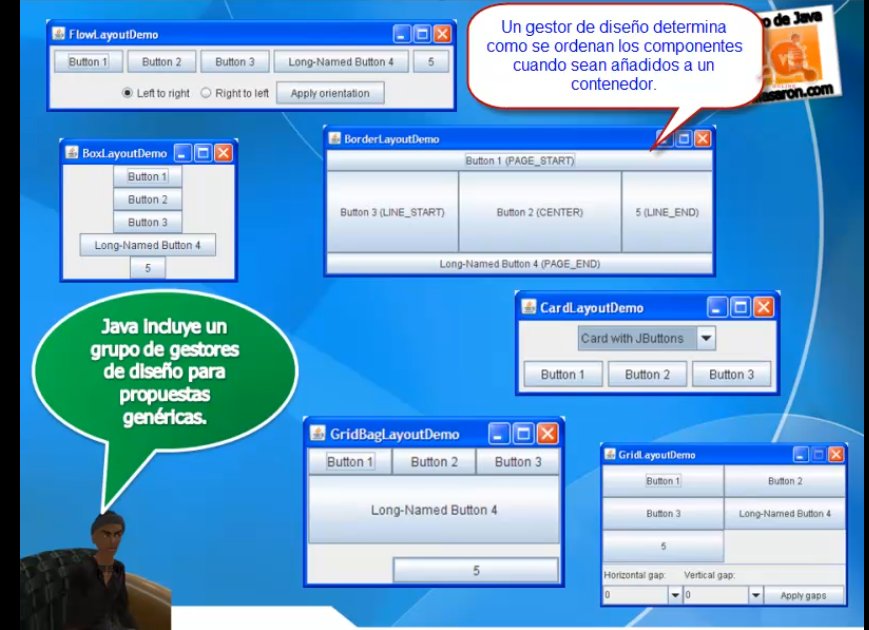 FlowLayoutDemo
Button 1 Button 2 Button 3 Long-Named Button 4 5
Left to right Right to left Apply orientation
Un gestor de diseño determina
como se ordenan los componentes
cuando sean añadidos a un
contenedor.
o de Java
asaron.com
BoxLayoutDemo
Button 1
Button 2
Button 3
Long-Named Button 4
5
BorderLayoutDemo
Button 1 (PAGE_START)
Button 3 (LINE_START) Button 2 (CENTER) 5 (LINE_END)
Long-Named Button 4 (PAGE_END)
Java incluye un
grupo de gestores
de diseño para
propuestas
genéricas.
CardLayoutDemo
Card with JButtons
Button 1 Button 2 Button 3
GridBagLayoutDemo
Button 1 Button 2 Button 3
Long-Named Button 4
5
GridLayoutDemo
Button 1 Button 2
Button 3 Long-Named Button 4
5
Horizontal gap: Vertical gap:
0 0 Apply gaps